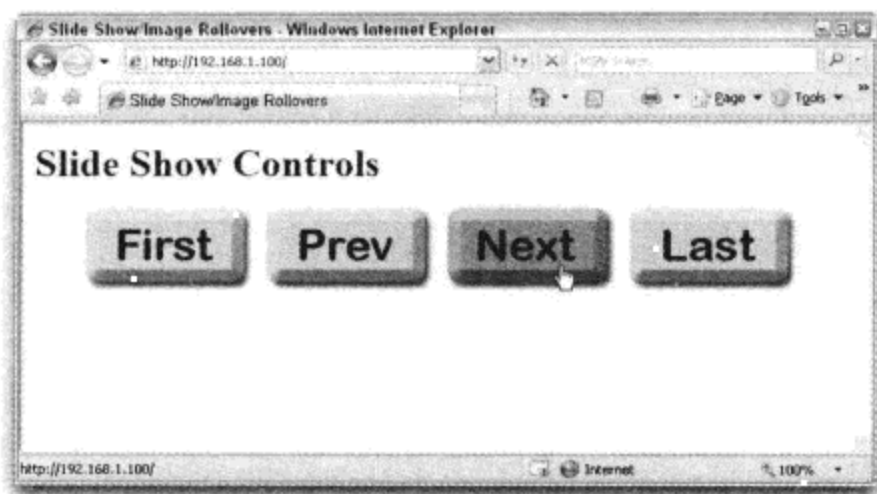 Slide Show/Image Rollovers - Windows Internet Explorer
http://192.168.1.100/
Slide Show/Image Rollovers
Page
Tools
Slide Show Controls
First
Prev
Next
Last
http://192.168.1.100/
Internet
100%